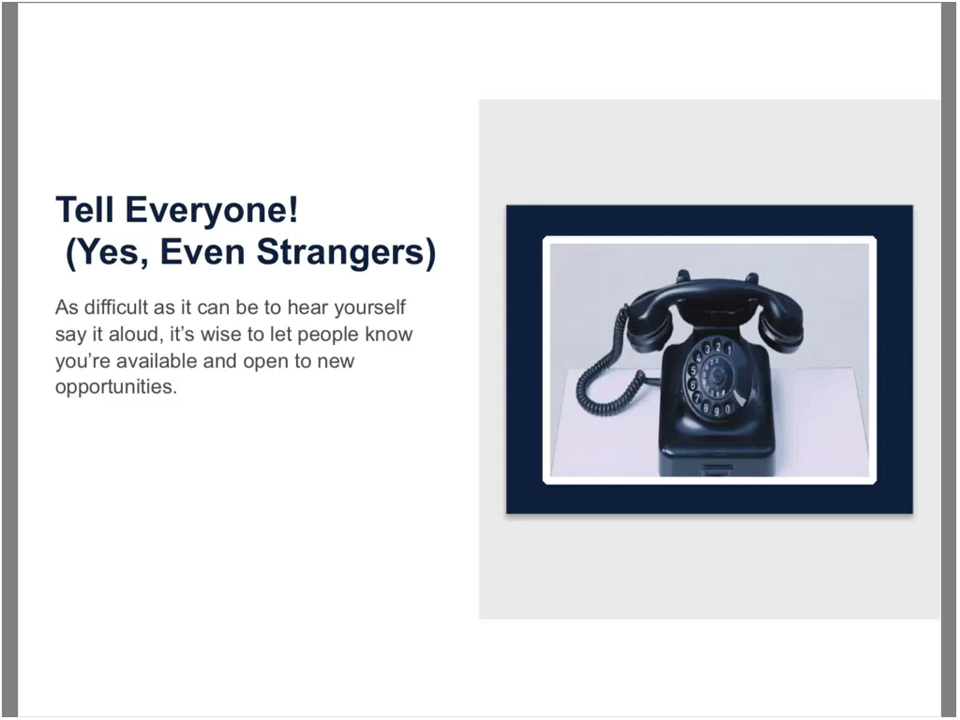 Tell Everyone!
(Yes, Even Strangers)
As difficult as it can be to hear yourself
say it aloud, it’s wise to let people know
you’re available and open to new
opportunities.